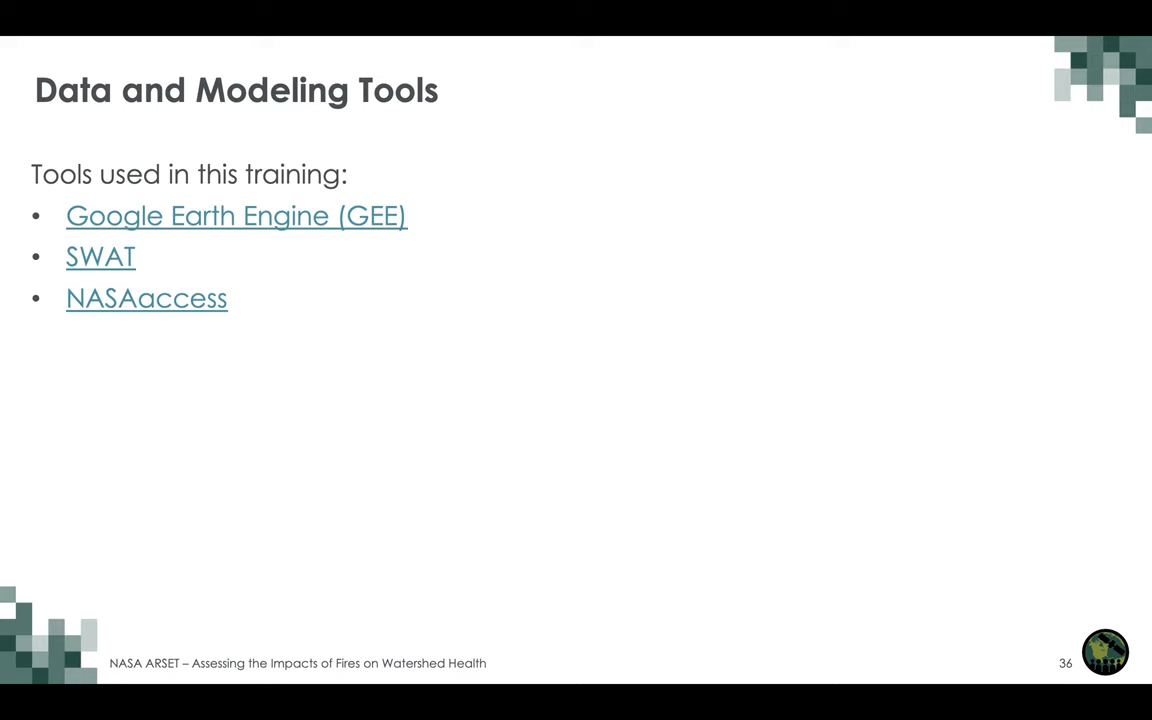 Data and Modeling Tools
Tools used in this training:
• Google Earth Engine (GEE)
• SWAT
• NASAaccess
NASA ARSET – Assessing the Impacts of Fires on Watershed Health
36